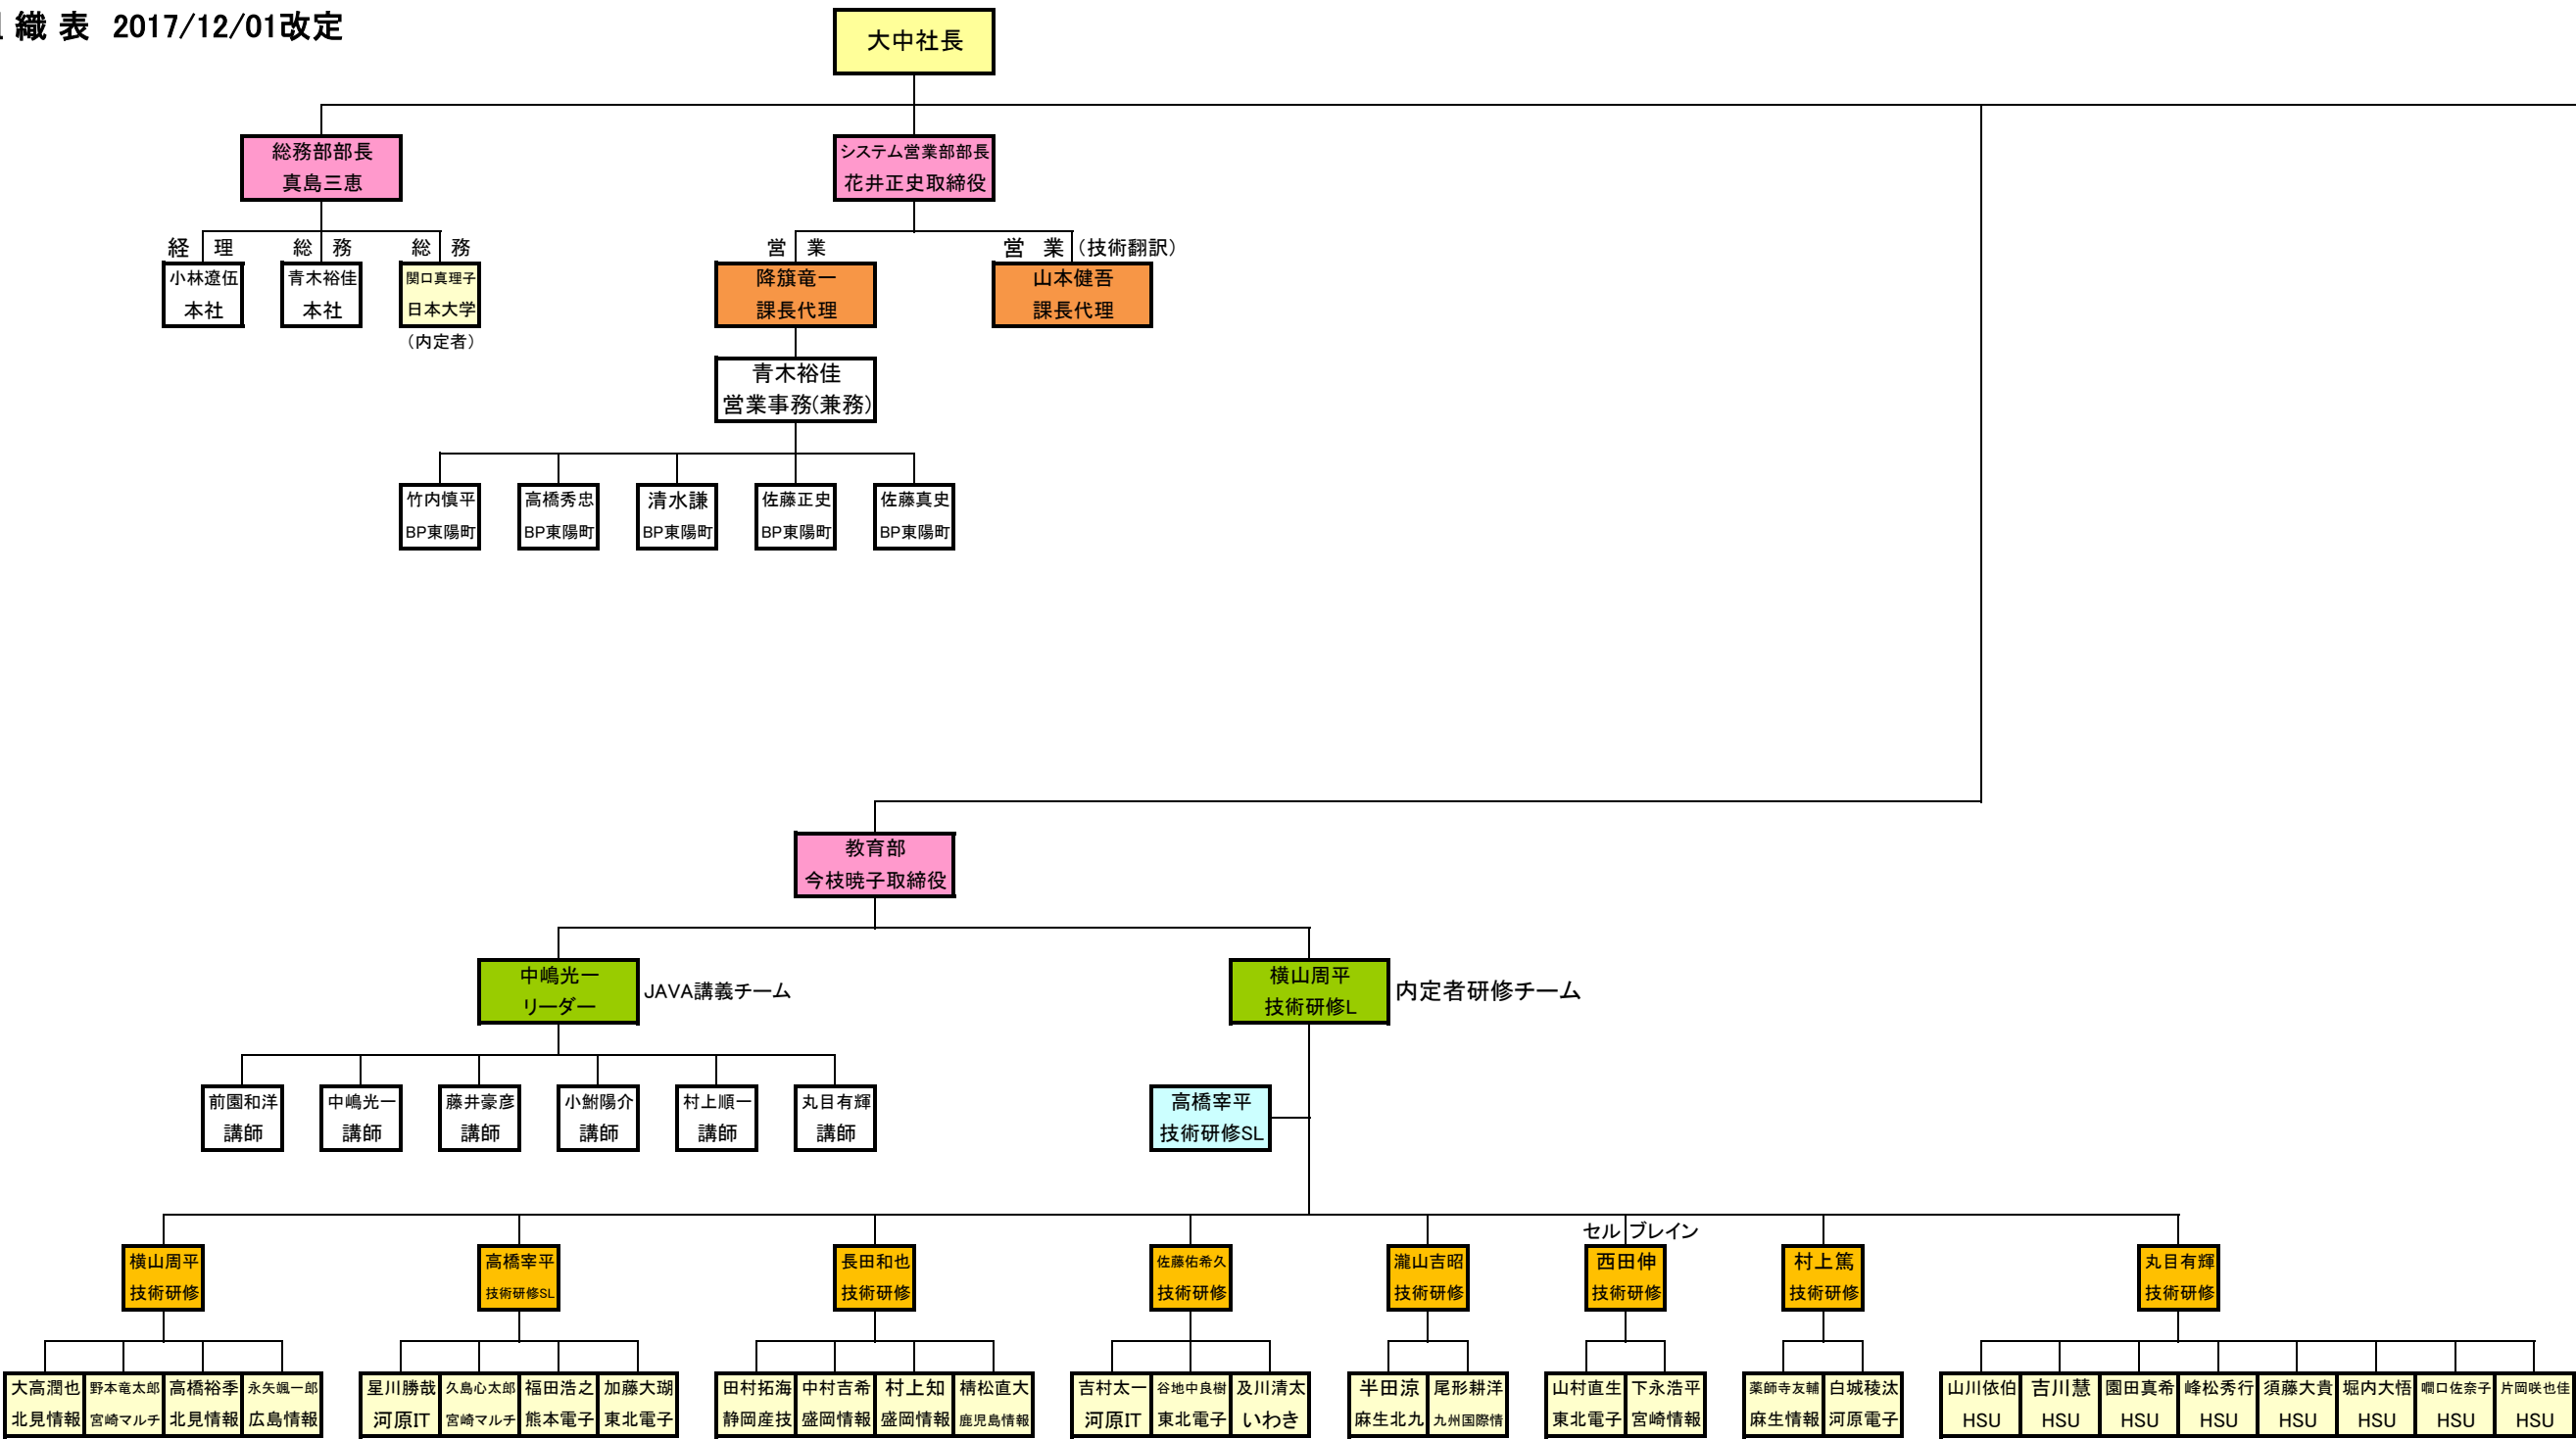 組 織 表 2017/12/01改定
大中社長
総務部部長
真島三恵
システム営業部部長
花井正史取締役
経 理
総 務
総 務
営 業
営 業 (技術翻訳)
小林遼伍
本社
青木裕佳
本社
関口真理子
日本大学
(内定者)
降籏竜一
課長代理
山本健吾
課長代理
青木裕佳
営業事務(兼務)
竹内慎平
BP東陽町
高橋秀忠
BP東陽町
清水謙
BP東陽町
佐藤正史
BP東陽町
佐藤真史
BP東陽町
教育部
今枝暁子取締役
中嶋光一
リーダー
JAVA講義チーム
横山周平
技術研修L
内定者研修チーム
前園和洋
講師
中嶋光一
講師
藤井豪彦
講師
小鮒陽介
講師
村上順一
講師
丸目有輝
講師
高橋宰平
技術研修SL
セルブレイン
横山周平
技術研修
高橋宰平
技術研修SL
長田和也
技術研修
佐藤佑希久
技術研修
瀧山吉昭
技術研修
西田伸
技術研修
村上篤
技術研修
丸目有輝
技術研修
大高潤也
北見情報
野本竜太郎
宮崎マルチ
高橋裕季
北見情報
永矢颯一郎
広島情報
星川勝哉
河原IT
久島心太郎
宮崎マルチ
福田浩之
熊本電子
加藤大瑚
東北電子
田村拓海
静岡産技
中村吉希
盛岡情報
村上知
盛岡情報
楕松直大
鹿児島情報
吉村太一
河原IT
谷地中良樹
東北電子
及川清太
いわき
半田涼
麻生北九
尾形耕洋
九州国際情
山村直生
東北電子
下永浩平
宮崎情報
薬師寺友輔
麻生情報
白城稜汰
河原電子
山川依伯
HSU
吉川慧
HSU
園田真希
HSU
峰松秀行
HSU
須藤大貴
HSU
堀内大悟
HSU
口佐奈子
HSU
片岡咲也佳
HSU